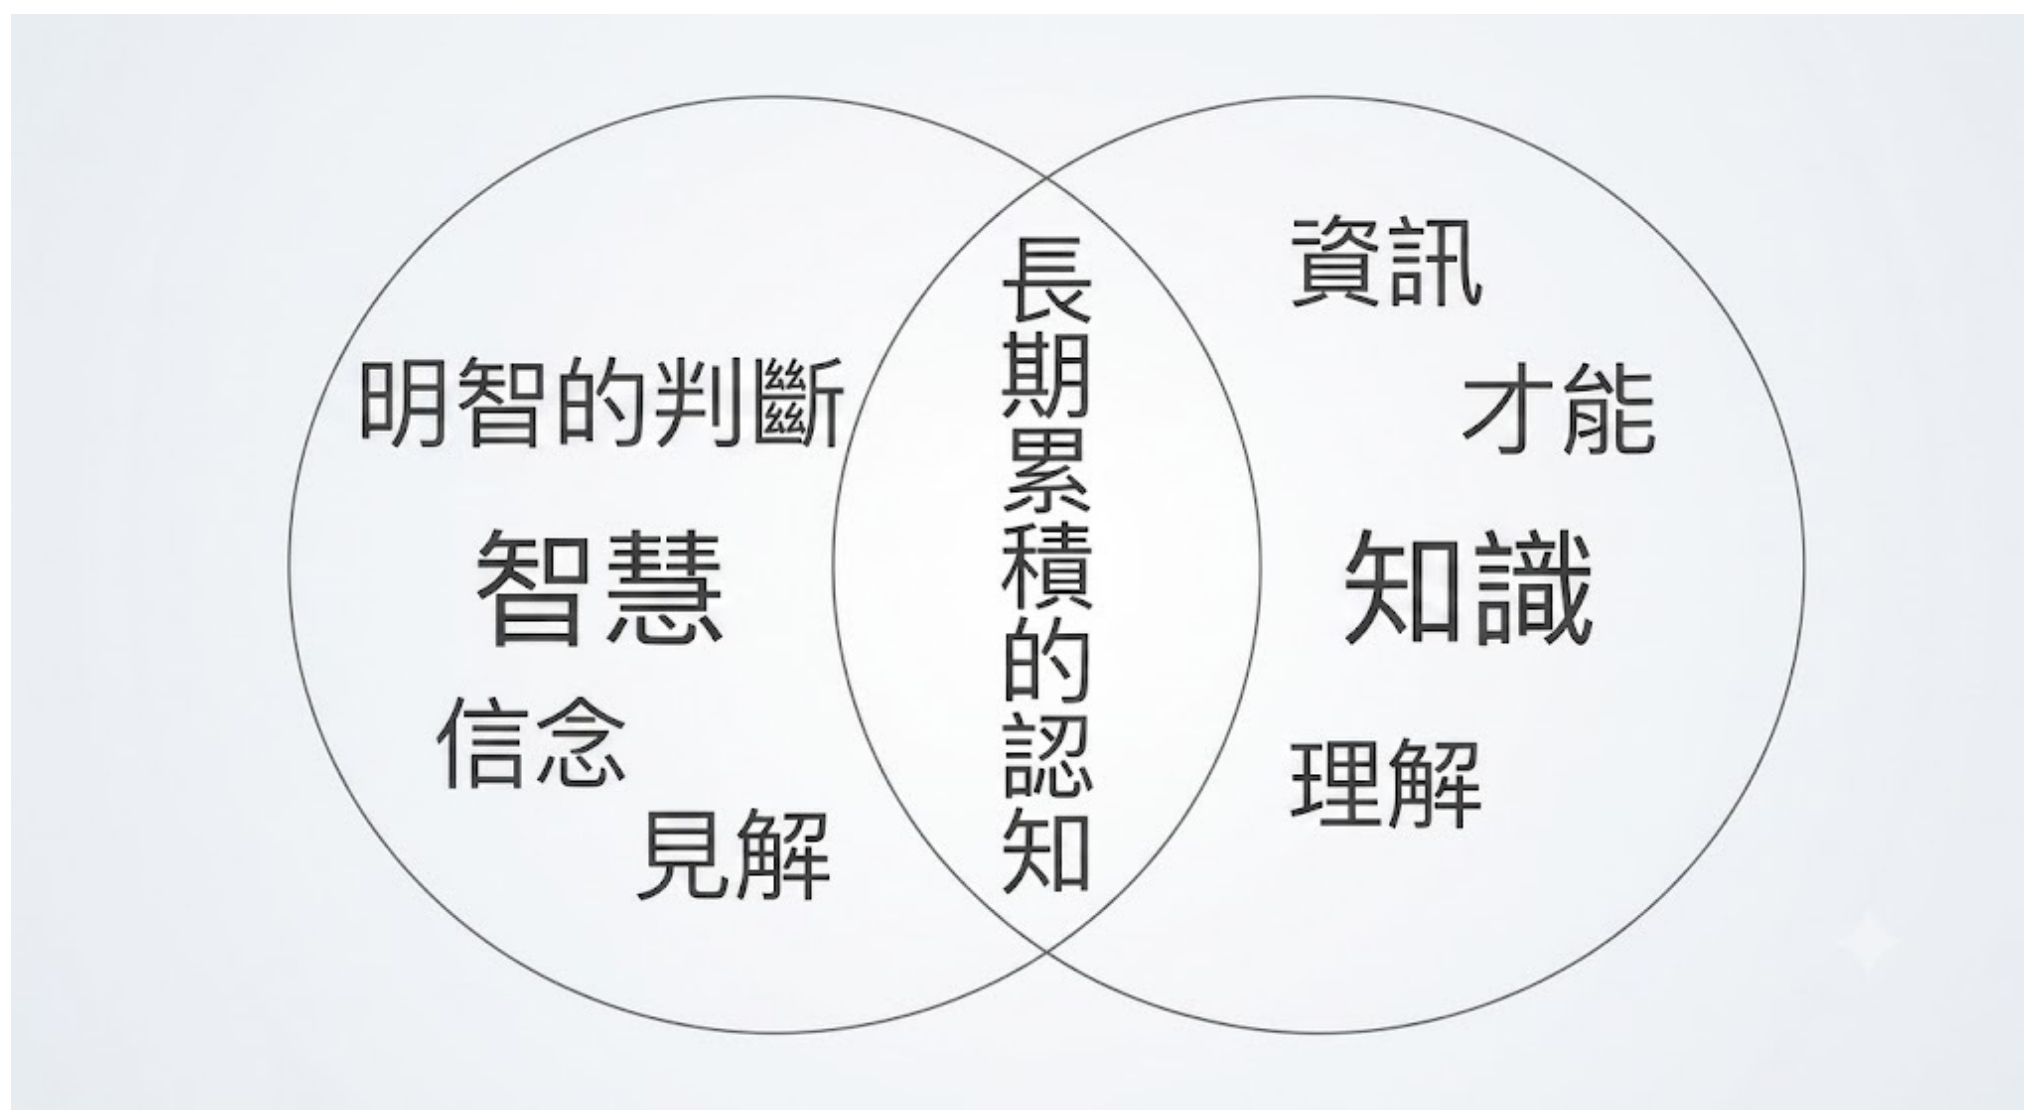 明智的判斷
智慧
信念
見解
長期累積的認知
資訊
才能
知識
理解